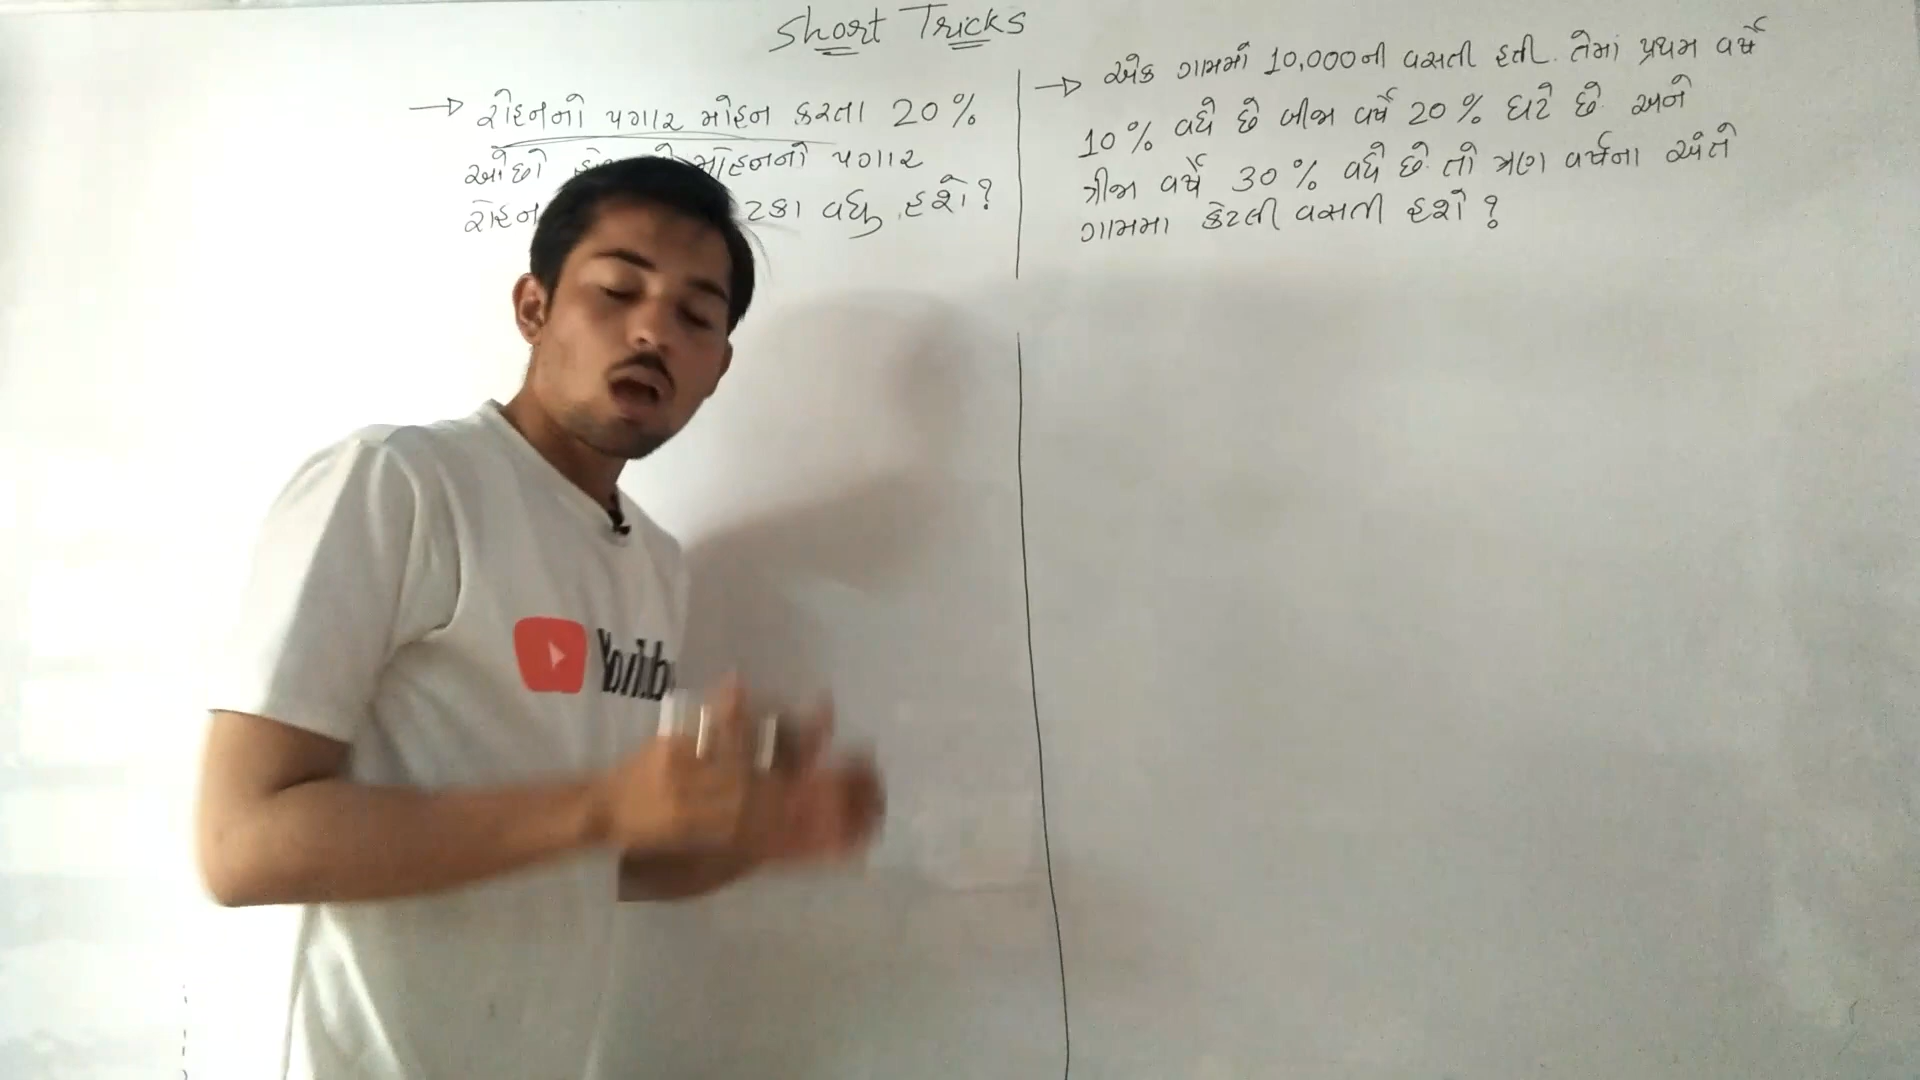 Short Tricks
→ રોહનનો પગાર મોહન કરતા 20%
ઓછો મોહનનો પગાર
રોહન ટકા વધુ હશે?
→ એક ગામમાં 10,000ની વસતી હતી. તેમાં પ્રથમ વર્ષે
10% વધે છે બીજા વર્ષે 20% ઘટે છે અને
ત્રીજા વર્ષે 30% વધે છે. તો ત્રણ વર્ષના અંતે
ગામમા કેટલી વસતી હશે?
YouTub